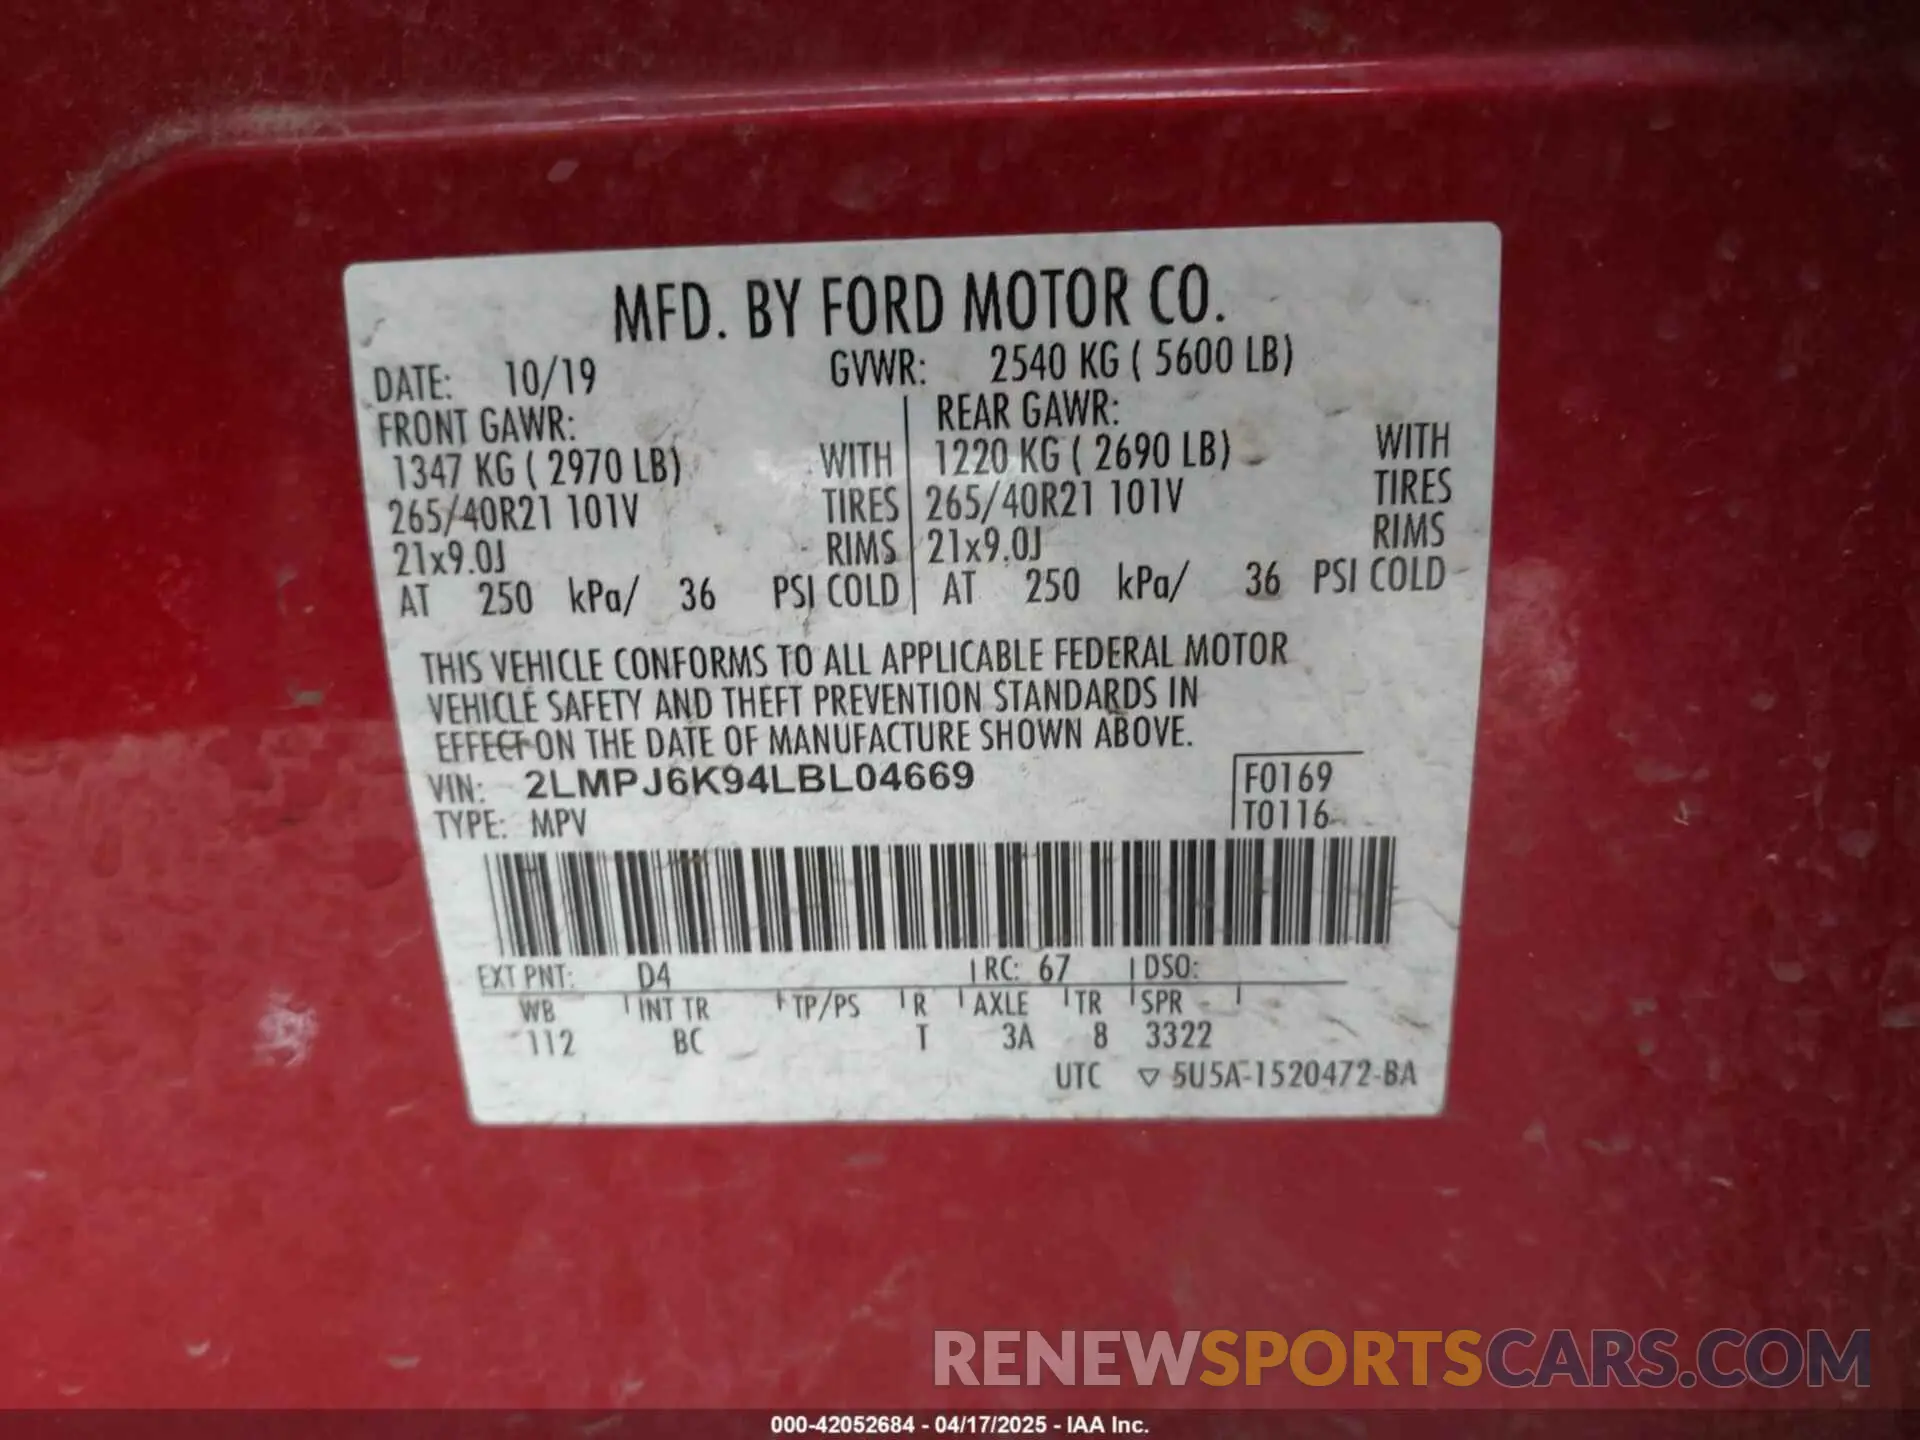 MFD. BY FORD MOTOR CO.
DATE: 10/19 GVWR: 2540 KG ( 5600 LB)
FRONT GAWR: REAR GAWR:
1347 KG ( 2970 LB) WITH 1220 KG ( 2690 LB) WITH
265/40R21 101V TIRES 265/40R21 101V TIRES
21x9.0J RIMS 21x9.0J RIMS
AT 250 kPa/ 36 PSI COLD AT 250 kPa/ 36 PSI COLD
THIS VEHICLE CONFORMS TO ALL APPLICABLE FEDERAL MOTOR
VEHICLE SAFETY AND THEFT PREVENTION STANDARDS IN
EFFECT ON THE DATE OF MANUFACTURE SHOWN ABOVE.
VIN: 2LMPJ6K94LBL04669 F0169
TYPE: MPV T0116
EXT PNT: D4 RC: 67 DSO:
WB INT TR TP/PS R AXLE TR SPR
112 BC T 3A 8 3322
UTC ▽ 5U5A-1520472-BA
RENEWSPORTSCARS.COM
000-42052684 - 04/17/2025 - IAA Inc.